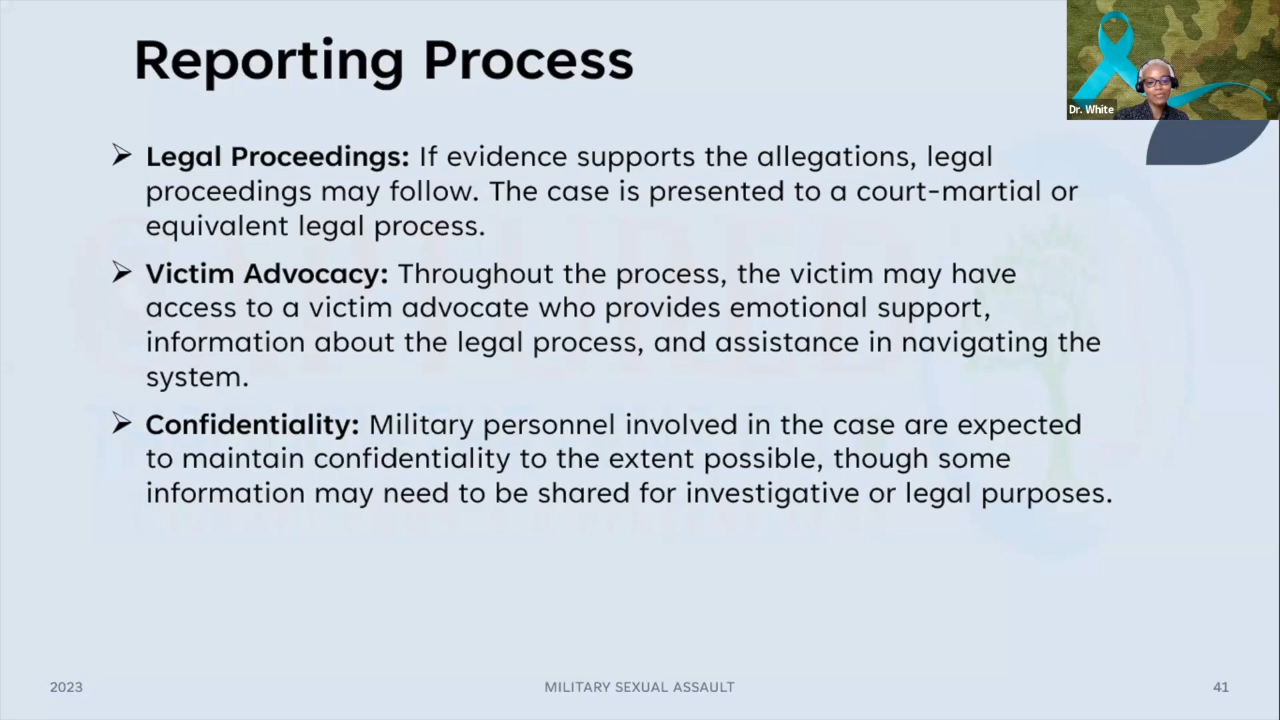 Reporting Process
Dr. White
➢ Legal Proceedings: If evidence supports the allegations, legal
proceedings may follow. The case is presented to a court-martial or
equivalent legal process.
➢ Victim Advocacy: Throughout the process, the victim may have
access to a victim advocate who provides emotional support,
information about the legal process, and assistance in navigating the
system.
➢ Confidentiality: Military personnel involved in the case are expected
to maintain confidentiality to the extent possible, though some
information may need to be shared for investigative or legal purposes.
2023
MILITARY SEXUAL ASSAULT
41